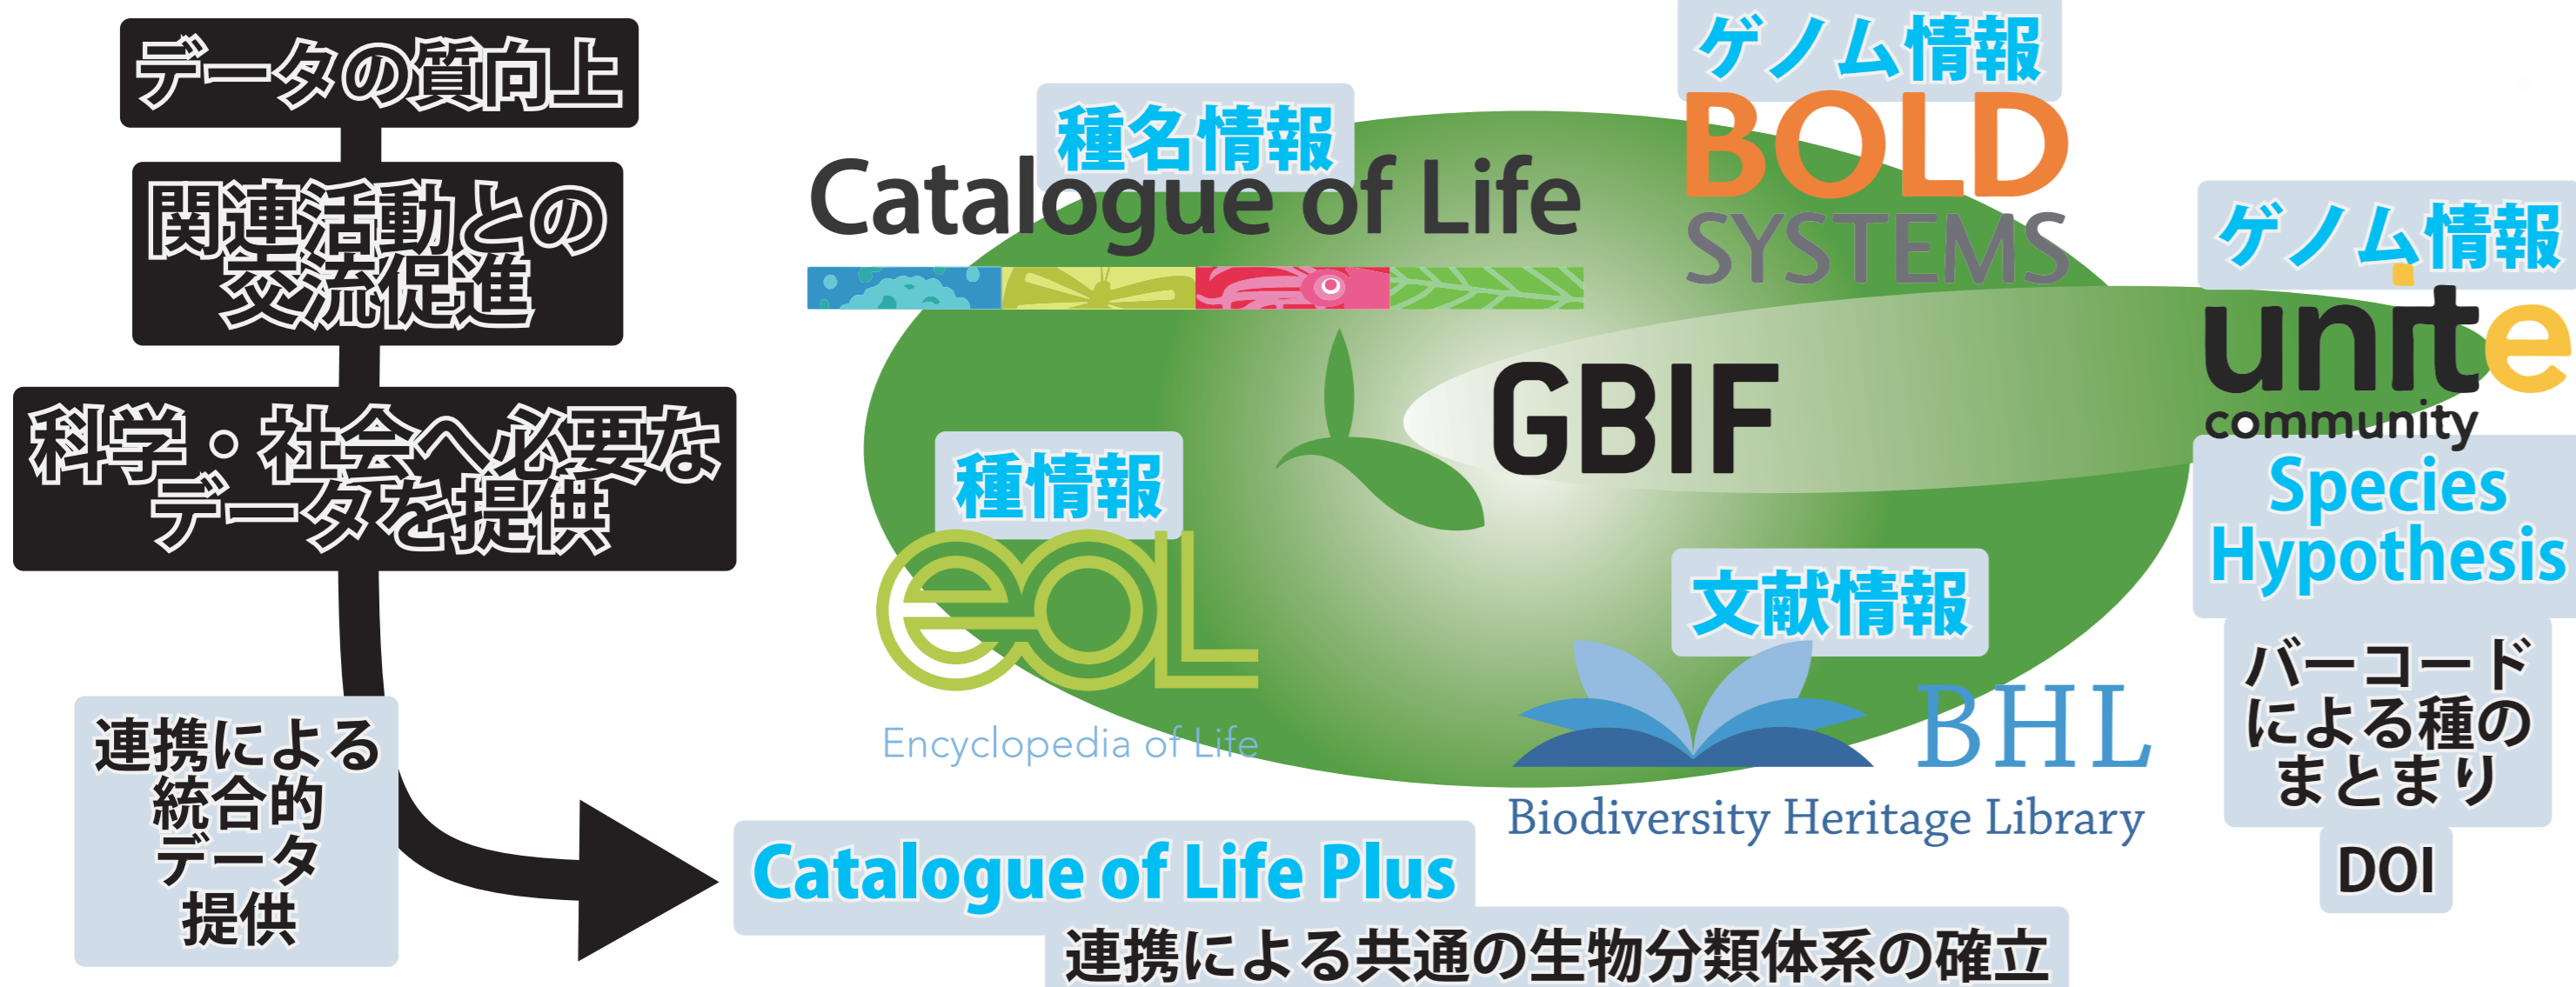 データの質向上
関連活動との
交流促進
科学・社会へ必要な
データを提供
連携による
統合的
データ
提供
種名情報
Catalogue of Life
ゲノム情報
BOLD
SYSTEMS
ゲノム情報
unite
community
Species
Hypothesis
バーコード
による種の
まとまり
DOI
GBIF
種情報
eoL
Encyclopedia of Life
文献情報
BHL
Biodiversity Heritage Library
Catalogue of Life Plus
連携による共通の生物分類体系の確立